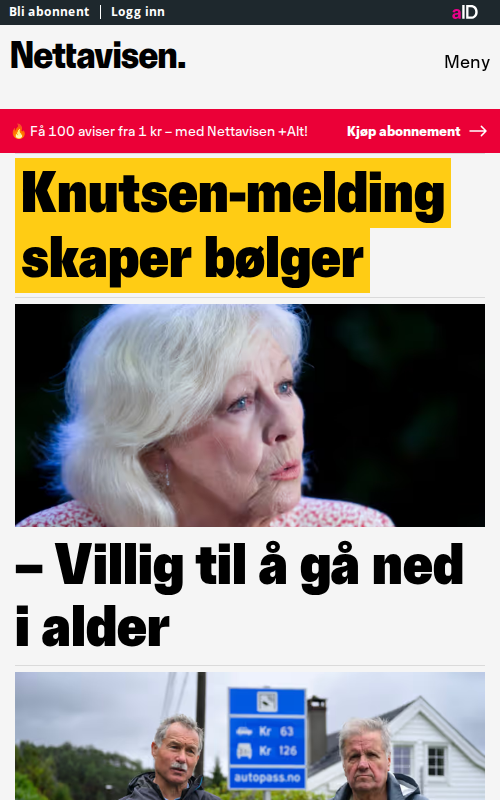 Bli abonnent Logg inn aID
Nettavisen.
Meny
🔥 Få 100 aviser fra 1 kr – med Nettavisen +Alt! Kjøp abonnement →
Knutsen-melding
skaper bølger
– Villig til å gå ned
i alder
Kr 63
Kr 126
autopass.no